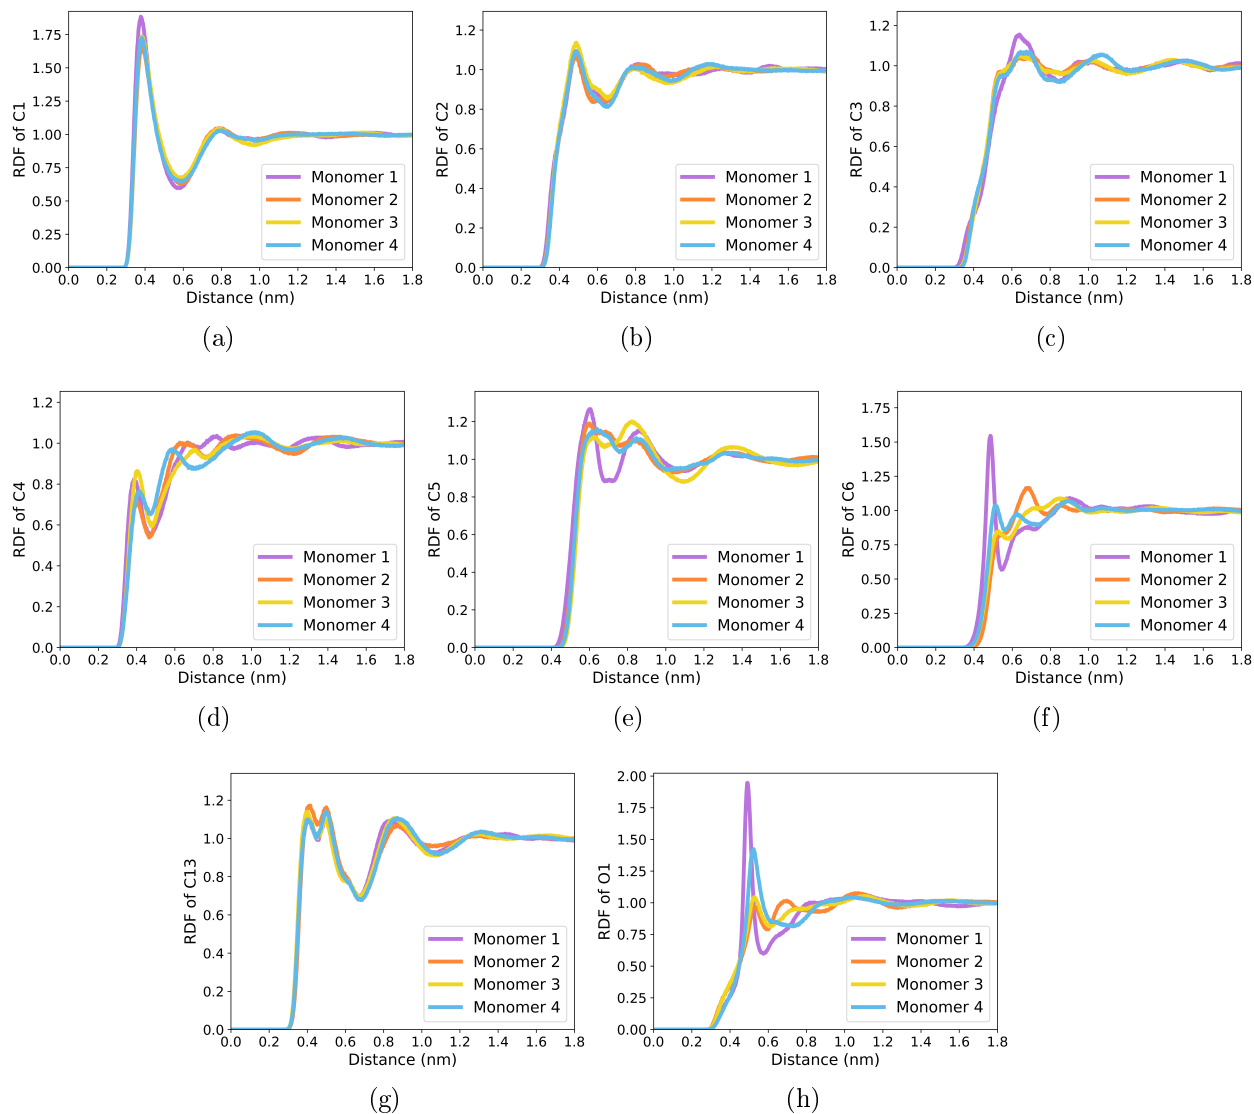 RDF of C1
1.75
1.50
1.25
1.00
0.75
0.50
0.25
0.00
0.0 0.2 0.4 0.6 0.8 1.0 1.2 1.4 1.6 1.8
Distance (nm)
Monomer 1
Monomer 2
Monomer 3
Monomer 4
(a)
RDF of C2
1.2
1.0
0.8
0.6
0.4
0.2
0.0
0.0 0.2 0.4 0.6 0.8 1.0 1.2 1.4 1.6 1.8
Distance (nm)
Monomer 1
Monomer 2
Monomer 3
Monomer 4
(b)
RDF of C3
1.2
1.0
0.8
0.6
0.4
0.2
0.0
0.0 0.2 0.4 0.6 0.8 1.0 1.2 1.4 1.6 1.8
Distance (nm)
Monomer 1
Monomer 2
Monomer 3
Monomer 4
(c)
RDF of C4
1.2
1.0
0.8
0.6
0.4
0.2
0.0
0.0 0.2 0.4 0.6 0.8 1.0 1.2 1.4 1.6 1.8
Distance (nm)
Monomer 1
Monomer 2
Monomer 3
Monomer 4
(d)
RDF of C5
1.2
1.0
0.8
0.6
0.4
0.2
0.0
0.0 0.2 0.4 0.6 0.8 1.0 1.2 1.4 1.6 1.8
Distance (nm)
Monomer 1
Monomer 2
Monomer 3
Monomer 4
(e)
RDF of C6
1.75
1.50
1.25
1.00
0.75
0.50
0.25
0.00
0.0 0.2 0.4 0.6 0.8 1.0 1.2 1.4 1.6 1.8
Distance (nm)
Monomer 1
Monomer 2
Monomer 3
Monomer 4
(f)
RDF of C13
1.2
1.0
0.8
0.6
0.4
0.2
0.0
0.0 0.2 0.4 0.6 0.8 1.0 1.2 1.4 1.6 1.8
Distance (nm)
Monomer 1
Monomer 2
Monomer 3
Monomer 4
(g)
RDF of O1
2.00
1.75
1.50
1.25
1.00
0.75
0.50
0.25
0.00
0.0 0.2 0.4 0.6 0.8 1.0 1.2 1.4 1.6 1.8
Distance (nm)
Monomer 1
Monomer 2
Monomer 3
Monomer 4
(h)